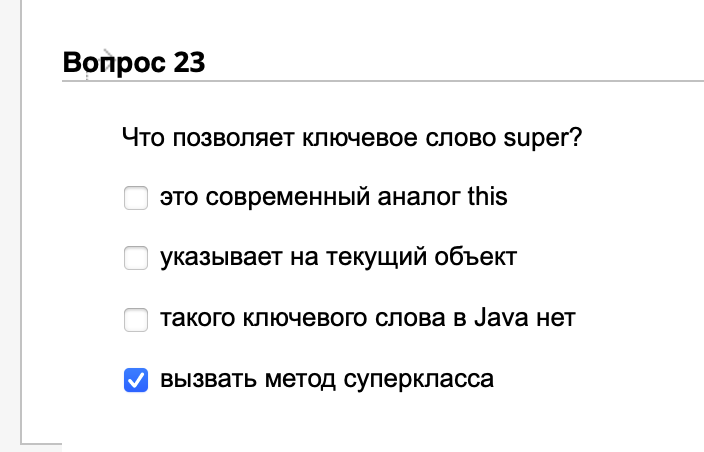 Вопрос 23
Что позволяет ключевое слово super?
это современный аналог this
указывает на текущий объект
такого ключевого слова в Java нет
вызвать метод суперкласса